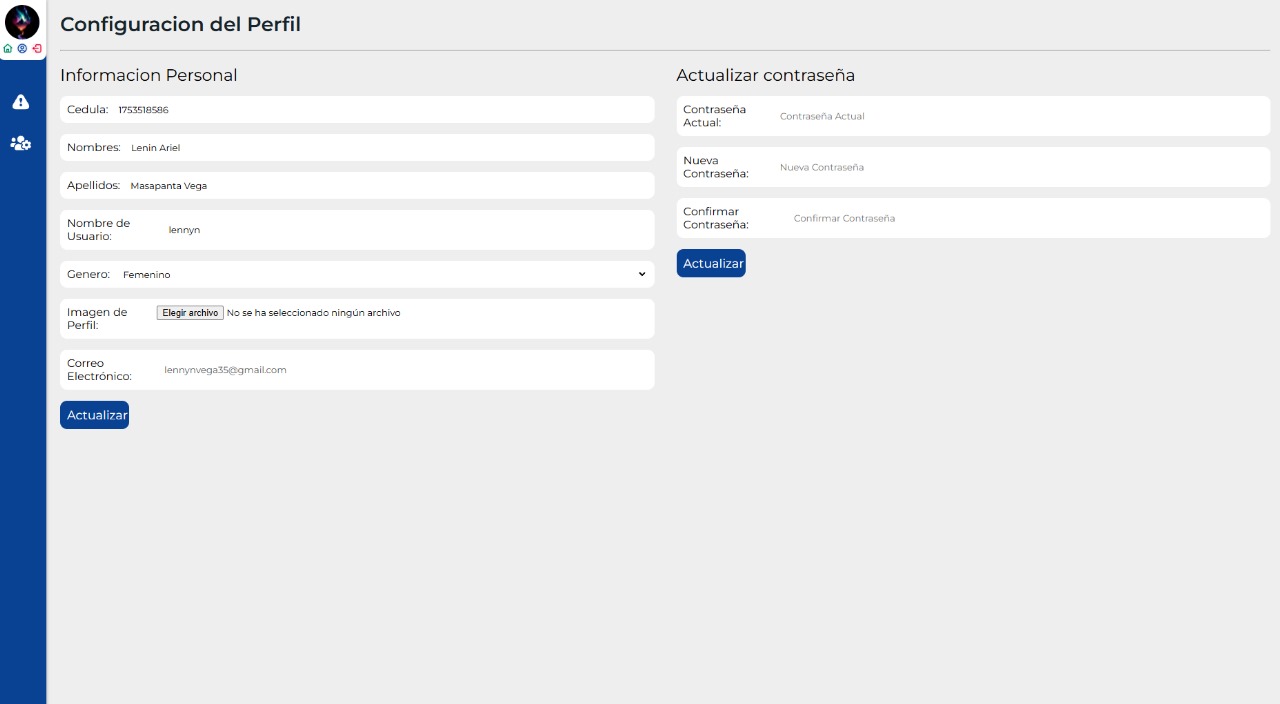 Configuracion del Perfil
Informacion Personal
Cedula: 1753518586
Nombres: Lenin Ariel
Apellidos: Masapanta Vega
Nombre de
Usuario: lennyn
Genero: Femenino
Imagen de
Perfil: Elegir archivo No se ha seleccionado ningún archivo
Correo
Electrónico: lennynvega35@gmail.com
Actualizar
Actualizar contraseña
Contraseña
Actual: Contraseña Actual
Nueva
Contraseña: Nueva Contraseña
Confirmar
Contraseña: Confirmar Contraseña
Actualizar